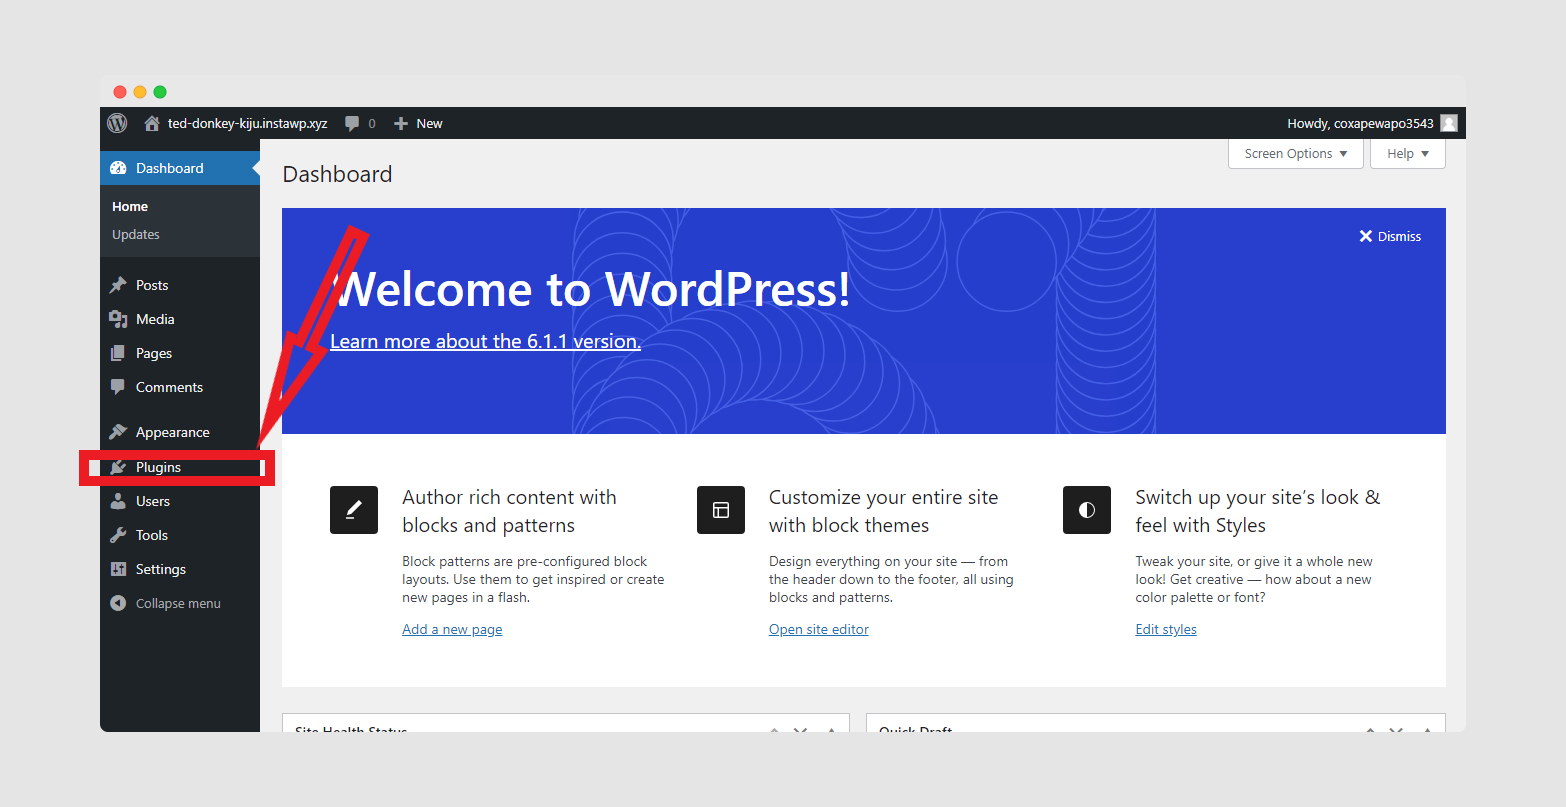 ted-donkey-kiju.instawp.xyz 0 New Howdy, coxapewapo3543
Dashboard
Home
Updates
Posts
Media
Pages
Comments
Appearance
Plugins
Users
Tools
Settings
Collapse menu
Screen Options Help
Dashboard
Dismiss
Welcome to WordPress!
Learn more about the 6.1.1 version.
Author rich content with
blocks and patterns
Block patterns are pre-configured block
layouts. Use them to get inspired or create
new pages in a flash.
Add a new page
Customize your entire site
with block themes
Design everything on your site — from
the header down to the footer, all using
blocks and patterns.
Open site editor
Switch up your site’s look &
feel with Styles
Tweak your site, or give it a whole new
look! Get creative — how about a new
color palette or font?
Edit styles
Site Health Status
Quick Draft